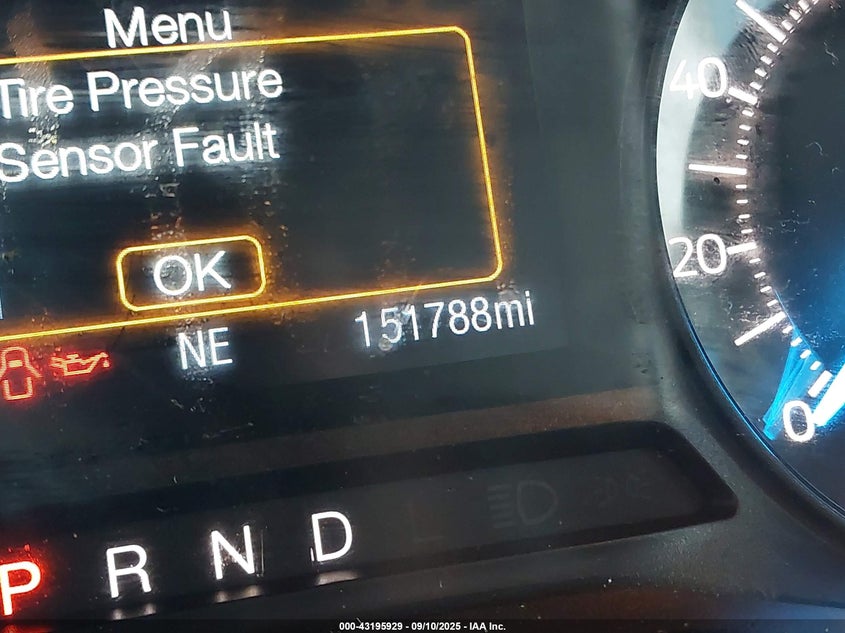 Menu
Tire Pressure
Sensor Fault
OK
NE
151788mi
40
20
0
P R N D L
000-43195929 - 09/10/2025 - IAA Inc.